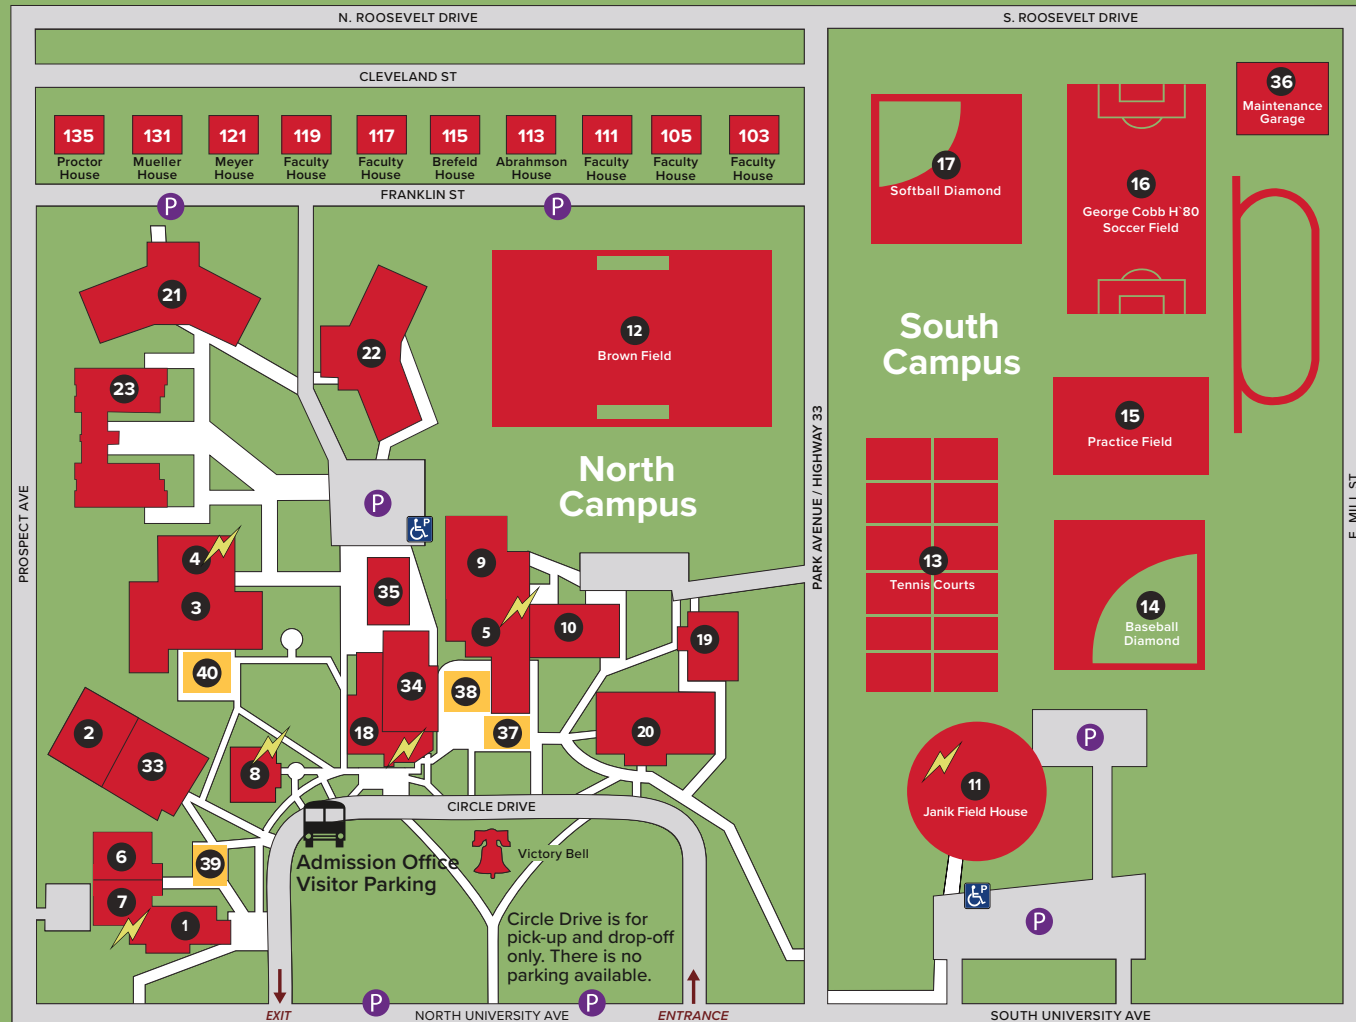 N. ROOSEVELT DRIVE
S. ROOSEVELT DRIVE
CLEVELAND ST
135
Proctor
House
131
Mueller
House
121
Meyer
House
119
Faculty
House
117
Faculty
House
115
Brefeld
House
113
Abrahmson
House
111
Faculty
House
105
Faculty
House
103
Faculty
House
FRANKLIN ST
P
P
36
Maintenance
Garage
17
Softball Diamond
16
George Cobb H`80
Soccer Field
21
22
12
Brown Field
South
Campus
23
15
Practice Field
North
Campus
P
P
PROSPECT AVE
PARK AVENUE / HIGHWAY 33
E. MILL ST
4
3
35
9
5
10
19
13
Tennis Courts
14
Baseball
Diamond
40
34
38
18
37
20
2
33
8
P
11
Janik Field House
CIRCLE DRIVE
Admission Office
Visitor Parking
Victory Bell
6
39
7
1
Circle Drive is for
pick-up and drop-off
only. There is no
parking available.
P
P
EXIT
P
NORTH UNIVERSITY AVE
P
ENTRANCE
SOUTH UNIVERSITY AVE